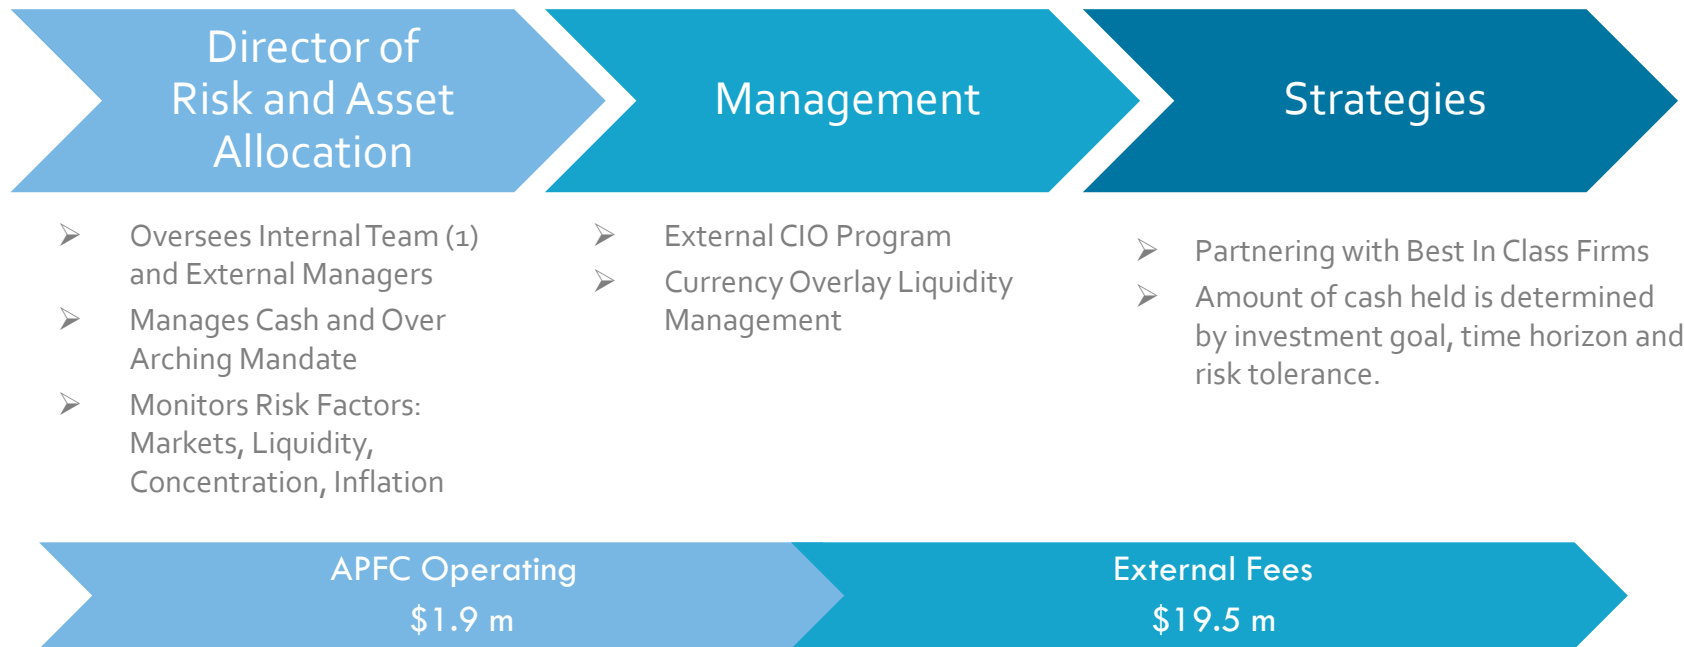 Director of
Risk and Asset
Allocation
Management
Strategies
➢ Oversees Internal Team (1)
and External Managers
➢ Manages Cash and Over
Arching Mandate
➢ Monitors Risk Factors:
Markets, Liquidity,
Concentration, Inflation
➢ External CIO Program
➢ Currency Overlay Liquidity
Management
➢ Partnering with Best In Class Firms
➢ Amount of cash held is determined
by investment goal, time horizon and
risk tolerance.
APFC Operating
$1.9 m
External Fees
$19.5 m